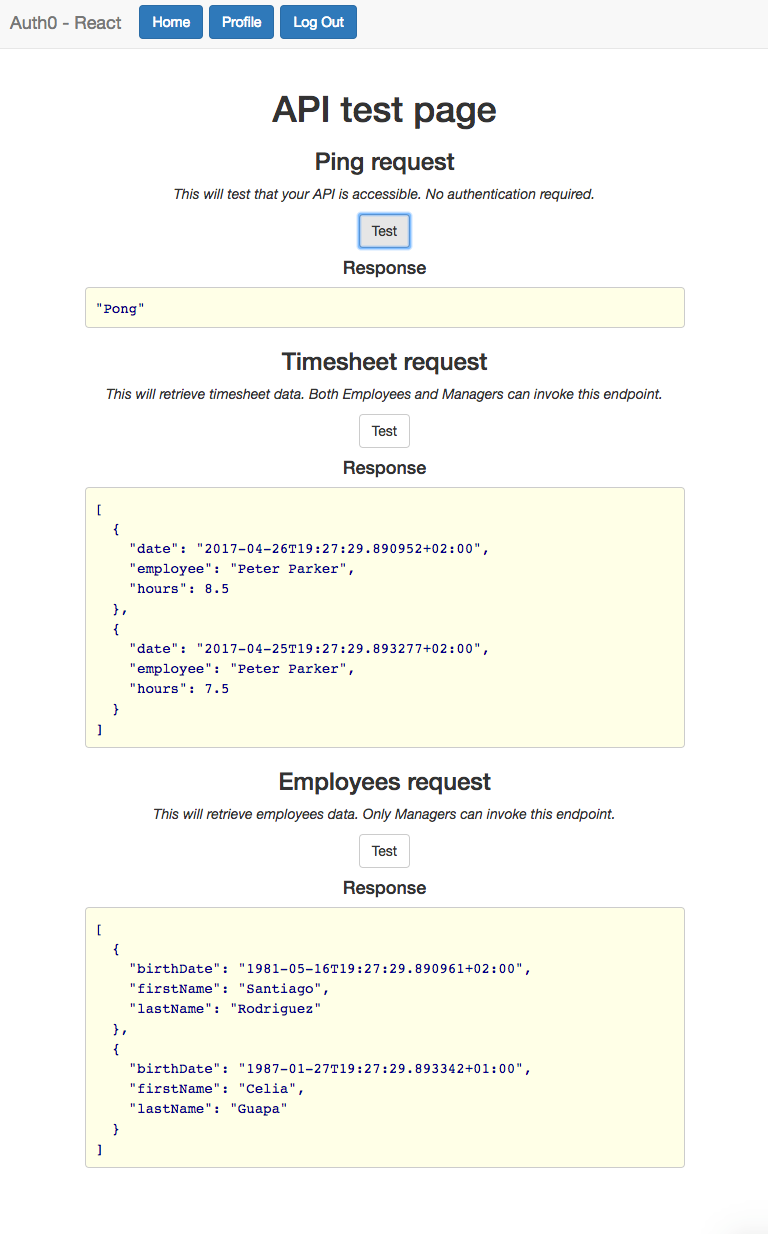 Auth0 - React Home Profile Log Out
API test page
Ping request
This will test that your API is accessible. No authentication required.
Test
Response
"Pong"
Timesheet request
This will retrieve timesheet data. Both Employees and Managers can invoke this endpoint.
Test
Response
[
  {
    "date": "2017-04-26T19:27:29.890952+02:00",
    "employee": "Peter Parker",
    "hours": 8.5
  },
  {
    "date": "2017-04-25T19:27:29.893277+02:00",
    "employee": "Peter Parker",
    "hours": 7.5
  }
]
Employees request
This will retrieve employees data. Only Managers can invoke this endpoint.
Test
Response
[
  {
    "birthDate": "1981-05-16T19:27:29.890961+02:00",
    "firstName": "Santiago",
    "lastName": "Rodriguez"
  },
  {
    "birthDate": "1987-01-27T19:27:29.893342+01:00",
    "firstName": "Celia",
    "lastName": "Guapa"
  }
]